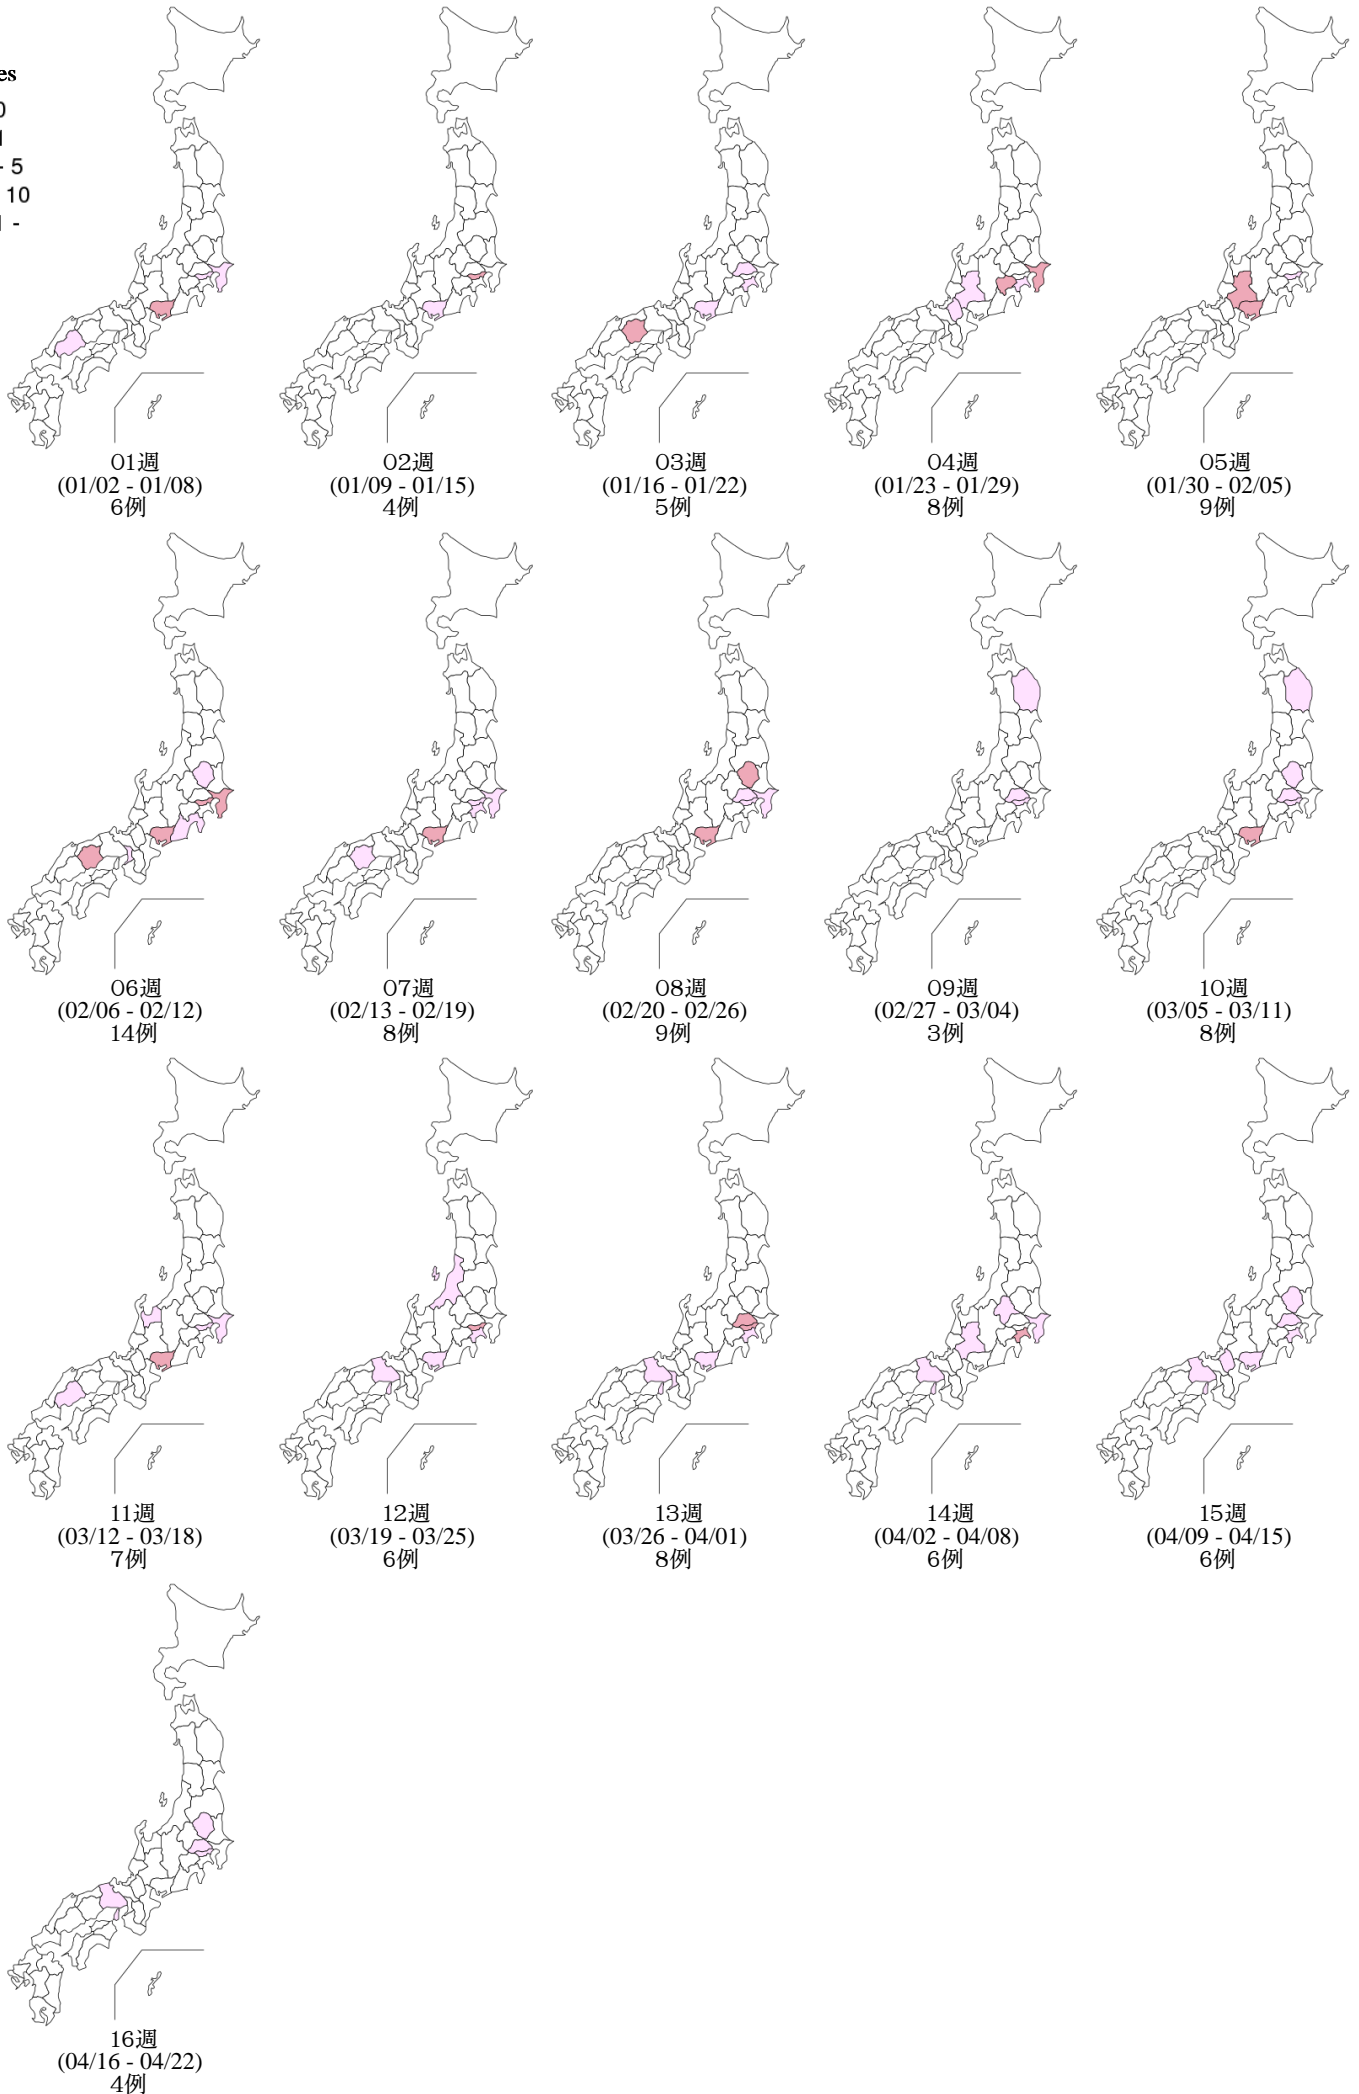 es
0
1
- 5
10
1 -
01週
(01/02 - 01/08)
6例
02週
(01/09 - 01/15)
4例
03週
(01/16 - 01/22)
5例
04週
(01/23 - 01/29)
8例
05週
(01/30 - 02/05)
9例
06週
(02/06 - 02/12)
14例
07週
(02/13 - 02/19)
8例
08週
(02/20 - 02/26)
9例
09週
(02/27 - 03/04)
3例
10週
(03/05 - 03/11)
8例
11週
(03/12 - 03/18)
7例
12週
(03/19 - 03/25)
6例
13週
(03/26 - 04/01)
8例
14週
(04/02 - 04/08)
6例
15週
(04/09 - 04/15)
6例
16週
(04/16 - 04/22)
4例